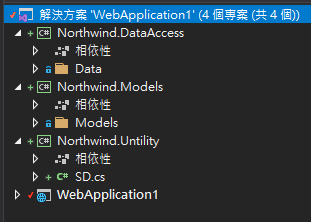 解決方案 'WebApplication1' (4 個專案 (共 4 個))
C# Northwind.DataAccess
相依性
Data
C# Northwind.Models
相依性
Models
C# Northwind.Untility
相依性
C# SD.cs
WebApplication1